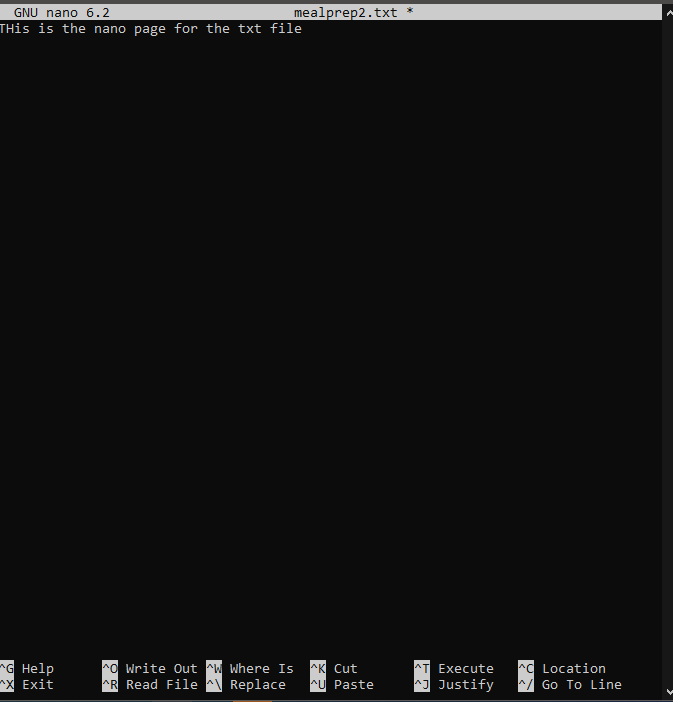 GNU nano 6.2 mealprep2.txt *
THis is the nano page for the txt file
^G Help ^O Write Out ^W Where Is ^K Cut ^T Execute ^C Location
^X Exit ^R Read File ^\ Replace ^U Paste ^J Justify ^/ Go To Line